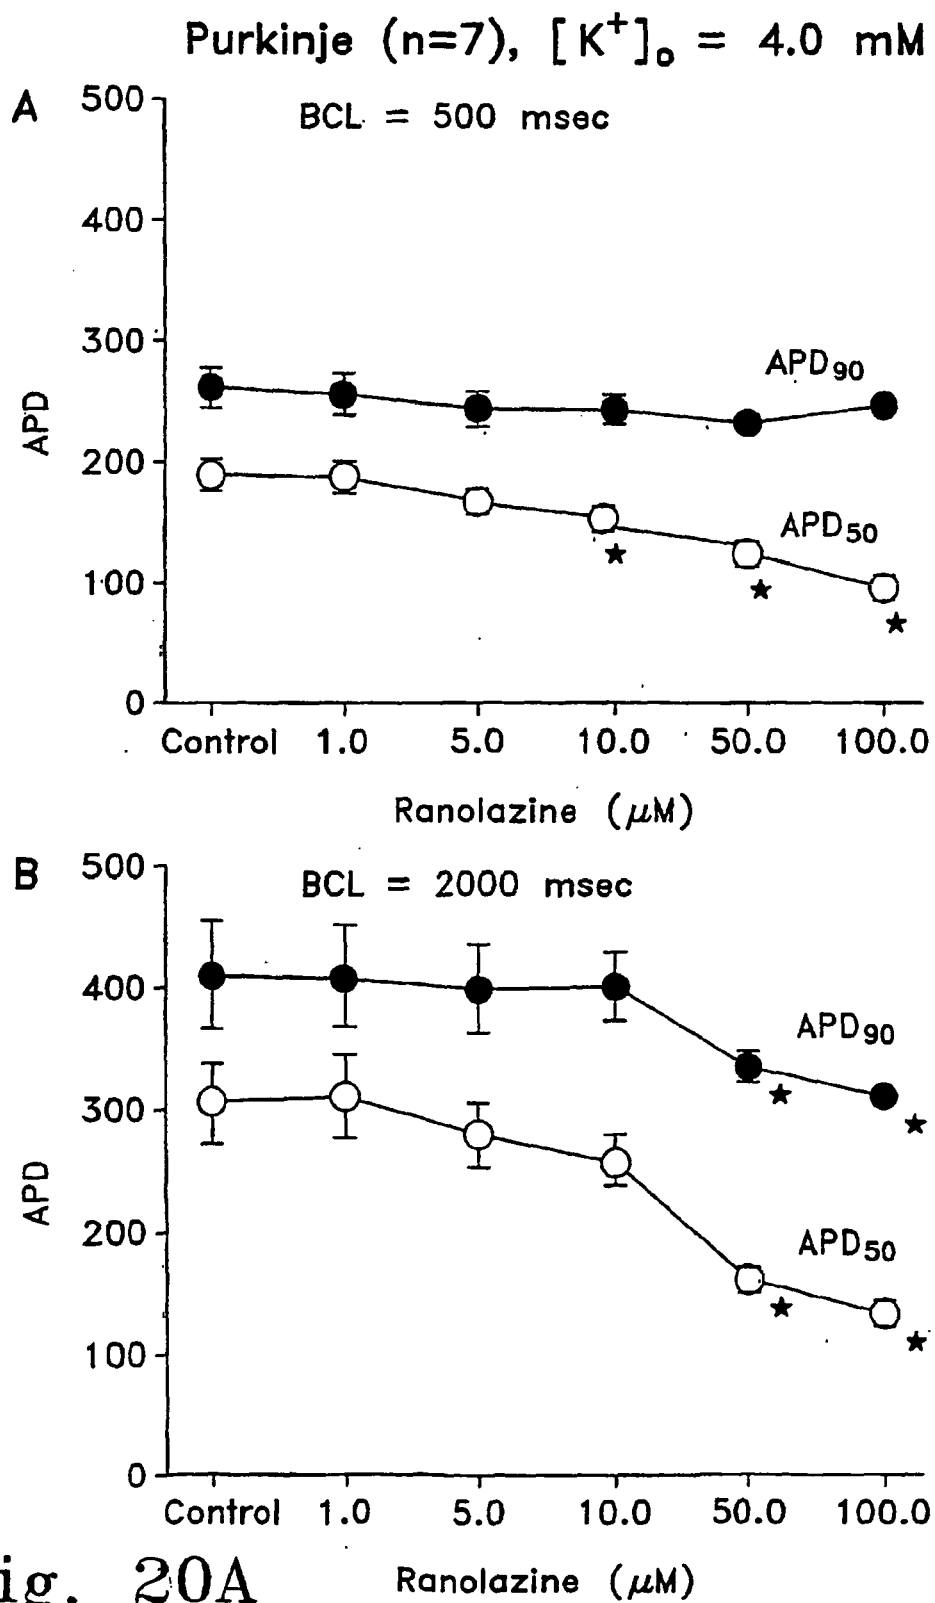 Purkinje (n=7), [K⁺]ₒ = 4.0 mM
A
BCL = 500 msec
500
400
300
200
100
0
APD
APD₉₀
APD₅₀
★
★
★
Control 1.0 5.0 10.0 50.0 100.0
Ranolazine (μM)
B
BCL = 2000 msec
500
400
300
200
100
0
APD
APD₉₀
★
★
APD₅₀
★
★
Control 1.0 5.0 10.0 50.0 100.0
Ranolazine (μM)
ig. 20A